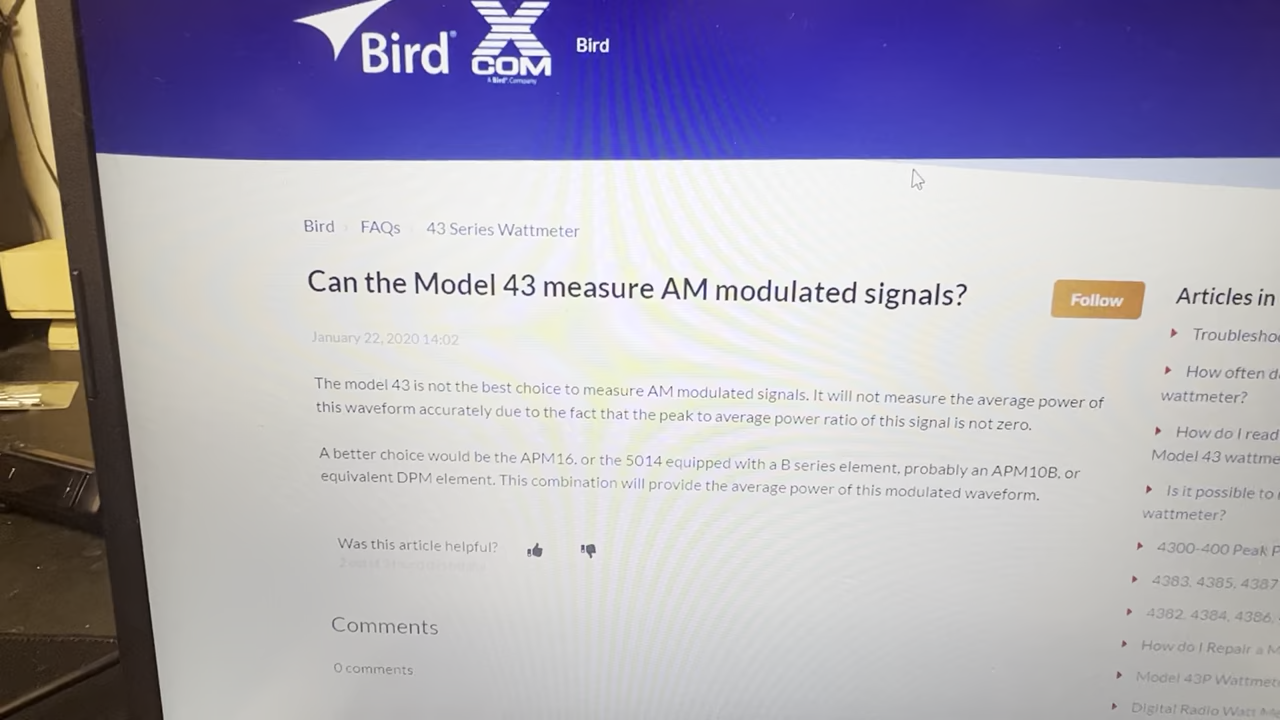 Bird
X
COM
A Bird Company
Bird
Bird FAQs 43 Series Wattmeter
Can the Model 43 measure AM modulated signals?
Follow
January 22, 2020 14:02
The model 43 is not the best choice to measure AM modulated signals. It will not measure the average power of
this waveform accurately due to the fact that the peak to average power ratio of this signal is not zero.
A better choice would be the APM16, or the 5014 equipped with a B series element, probably an APM10B, or
equivalent DPM element. This combination will provide the average power of this modulated waveform.
Was this article helpful?
Comments
0 comments
Articles in
Troublesho
How often d
wattmeter?
How do I read
Model 43 wattme
Is it possible to
wattmeter?
4300-400 Peak P
4383, 4385, 4387
4382, 4384, 4386,
How do I Repair a M
Model 43P Wattmet
Digital Radio Watt Me